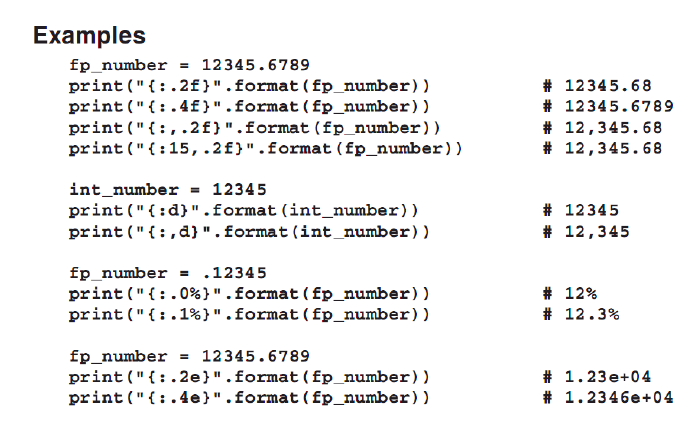 Examples
fp_number = 12345.6789
print("{:.2f}".format(fp_number)) # 12345.68
print("{:.4f}".format(fp_number)) # 12345.6789
print("{:,.2f}".format(fp_number)) # 12,345.68
print("{:15,.2f}".format(fp_number)) # 12,345.68
int_number = 12345
print("{:d}".format(int_number)) # 12345
print("{:,d}".format(int_number)) # 12,345
fp_number = .12345
print("{:.0%}".format(fp_number)) # 12%
print("{:.1%}".format(fp_number)) # 12.3%
fp_number = 12345.6789
print("{:.2e}".format(fp_number)) # 1.23e+04
print("{:.4e}".format(fp_number)) # 1.2346e+04